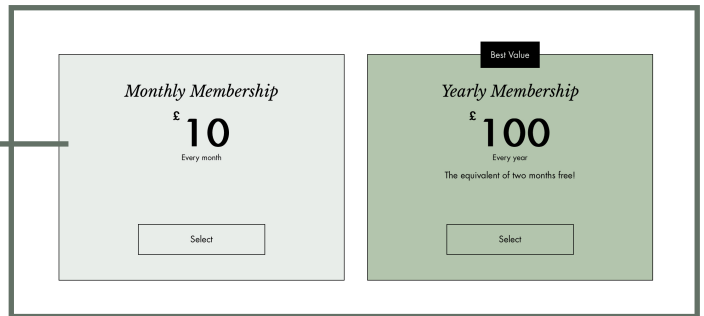 Monthly Membership
£10
Every month
Select
Best Value
Yearly Membership
£100
Every year
The equivalent of two months free!
Select